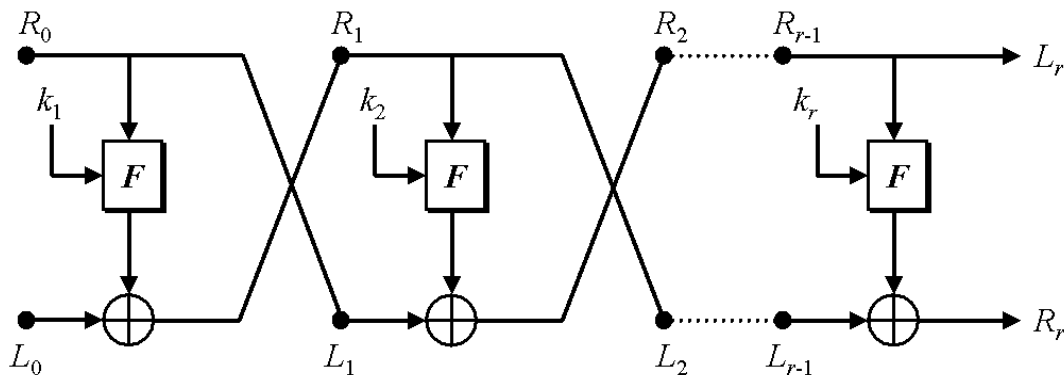 R₀ R₁ R₂ Rᵣ₋₁
Lᵣ
k₁ k₂ kᵣ
F F F
Rᵣ
L₀ L₁ L₂ Lᵣ₋₁